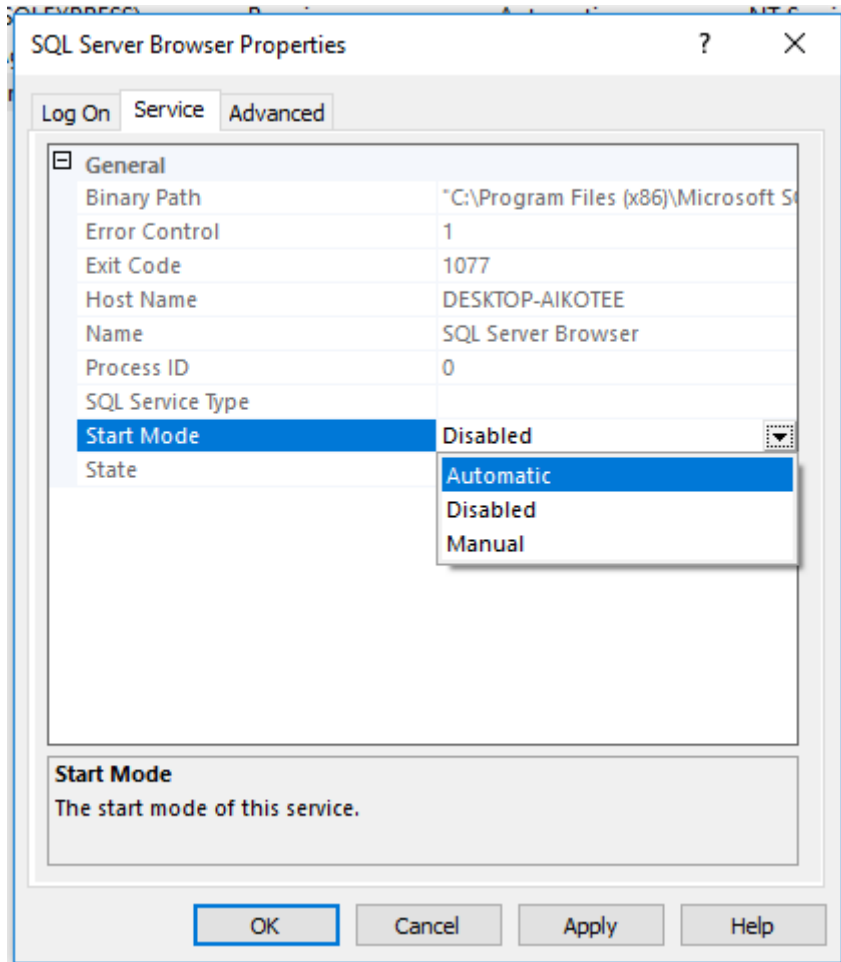 SQL Server Browser Properties ?
Log On Service Advanced
General
Binary Path "C:\Program Files (x86)\Microsoft
Error Control 1
Exit Code 1077
Host Name DESKTOP-AIKOTEE
Name SQL Server Browser
Process ID 0
SQL Service Type
Start Mode Disabled
State
Automatic
Disabled
Manual
Start Mode
The start mode of this service.
OK Cancel Apply Help